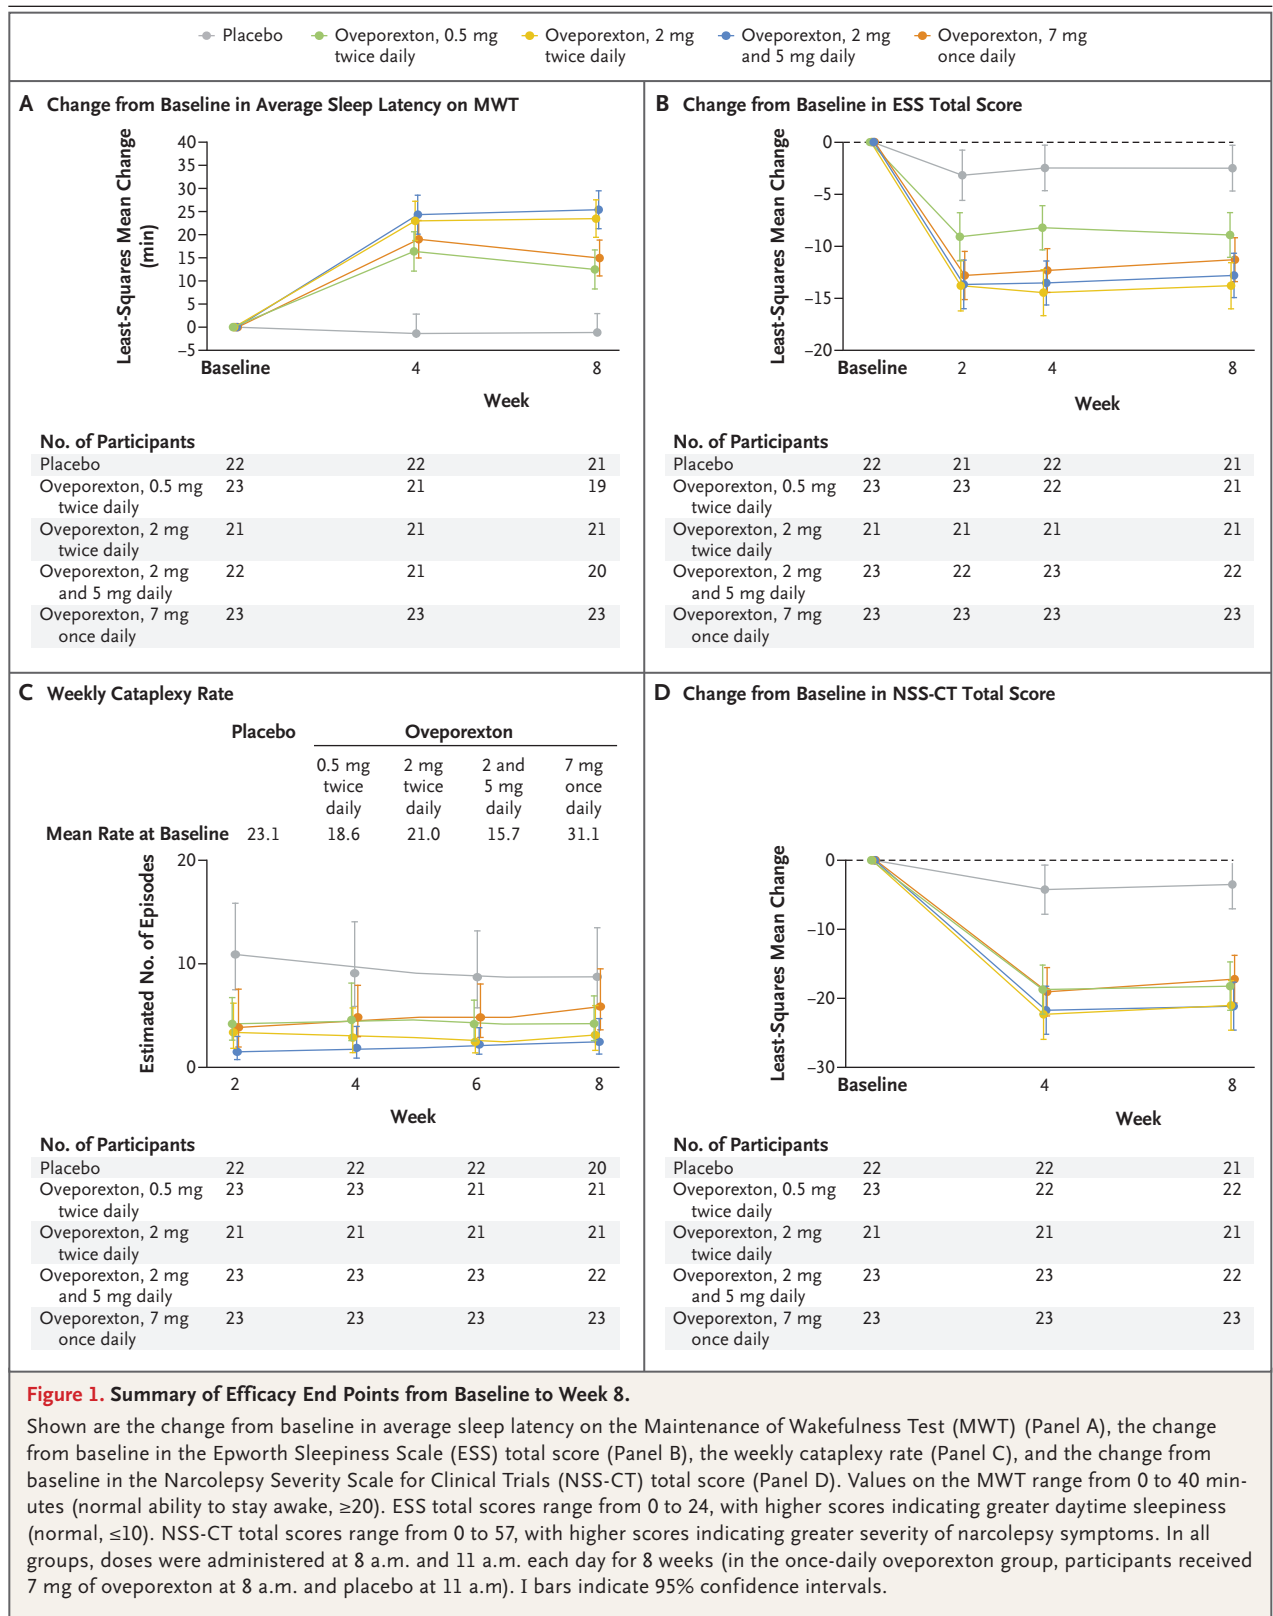 Placebo
Oveporexton, 0.5 mg
twice daily
Oveporexton, 2 mg
twice daily
Oveporexton, 2 mg
and 5 mg daily
Oveporexton, 7 mg
once daily
A Change from Baseline in Average Sleep Latency on MWT
Least-Squares Mean Change
(min)
40
35
30
25
20
15
10
5
0
−5
Baseline 4 8
Week
No. of Participants
Placebo 22 22 21
Oveporexton, 0.5 mg 23 21 19
twice daily
Oveporexton, 2 mg 21 21 21
twice daily
Oveporexton, 2 mg 22 21 20
and 5 mg daily
Oveporexton, 7 mg 23 23 23
once daily
B Change from Baseline in ESS Total Score
Least-Squares Mean Change
0
−5
−10
−15
−20
Baseline 2 4 8
Week
No. of Participants
Placebo 22 21 22 21
Oveporexton, 0.5 mg 23 23 22 21
twice daily
Oveporexton, 2 mg 21 21 21 21
twice daily
Oveporexton, 2 mg 23 22 23 22
and 5 mg daily
Oveporexton, 7 mg 23 23 23 23
once daily
C Weekly Cataplexy Rate
Placebo Oveporexton
0.5 mg 2 mg 2 and 7 mg
twice twice 5 mg once
daily daily daily daily
Mean Rate at Baseline 23.1 18.6 21.0 15.7 31.1
Estimated No. of Episodes
20
10
0
2 4 6 8
Week
No. of Participants
Placebo 22 22 22 20
Oveporexton, 0.5 mg 23 23 21 21
twice daily
Oveporexton, 2 mg 21 21 21 21
twice daily
Oveporexton, 2 mg 23 23 23 22
and 5 mg daily
Oveporexton, 7 mg 23 23 23 23
once daily
D Change from Baseline in NSS-CT Total Score
Least-Squares Mean Change
0
−10
−20
−30
Baseline 4 8
Week
No. of Participants
Placebo 22 22 21
Oveporexton, 0.5 mg 23 22 22
twice daily
Oveporexton, 2 mg 21 21 21
twice daily
Oveporexton, 2 mg 23 23 22
and 5 mg daily
Oveporexton, 7 mg 23 23 23
once daily
Figure 1. Summary of Efficacy End Points from Baseline to Week 8.
Shown are the change from baseline in average sleep latency on the Maintenance of Wakefulness Test (MWT) (Panel A), the change
from baseline in the Epworth Sleepiness Scale (ESS) total score (Panel B), the weekly cataplexy rate (Panel C), and the change from
baseline in the Narcolepsy Severity Scale for Clinical Trials (NSS-CT) total score (Panel D). Values on the MWT range from 0 to 40 min-
utes (normal ability to stay awake, ≥20). ESS total scores range from 0 to 24, with higher scores indicating greater daytime sleepiness
(normal, ≤10). NSS-CT total scores range from 0 to 57, with higher scores indicating greater severity of narcolepsy symptoms. In all
groups, doses were administered at 8 a.m. and 11 a.m. each day for 8 weeks (in the once-daily oveporexton group, participants received
7 mg of oveporexton at 8 a.m. and placebo at 11 a.m). I bars indicate 95% confidence intervals.